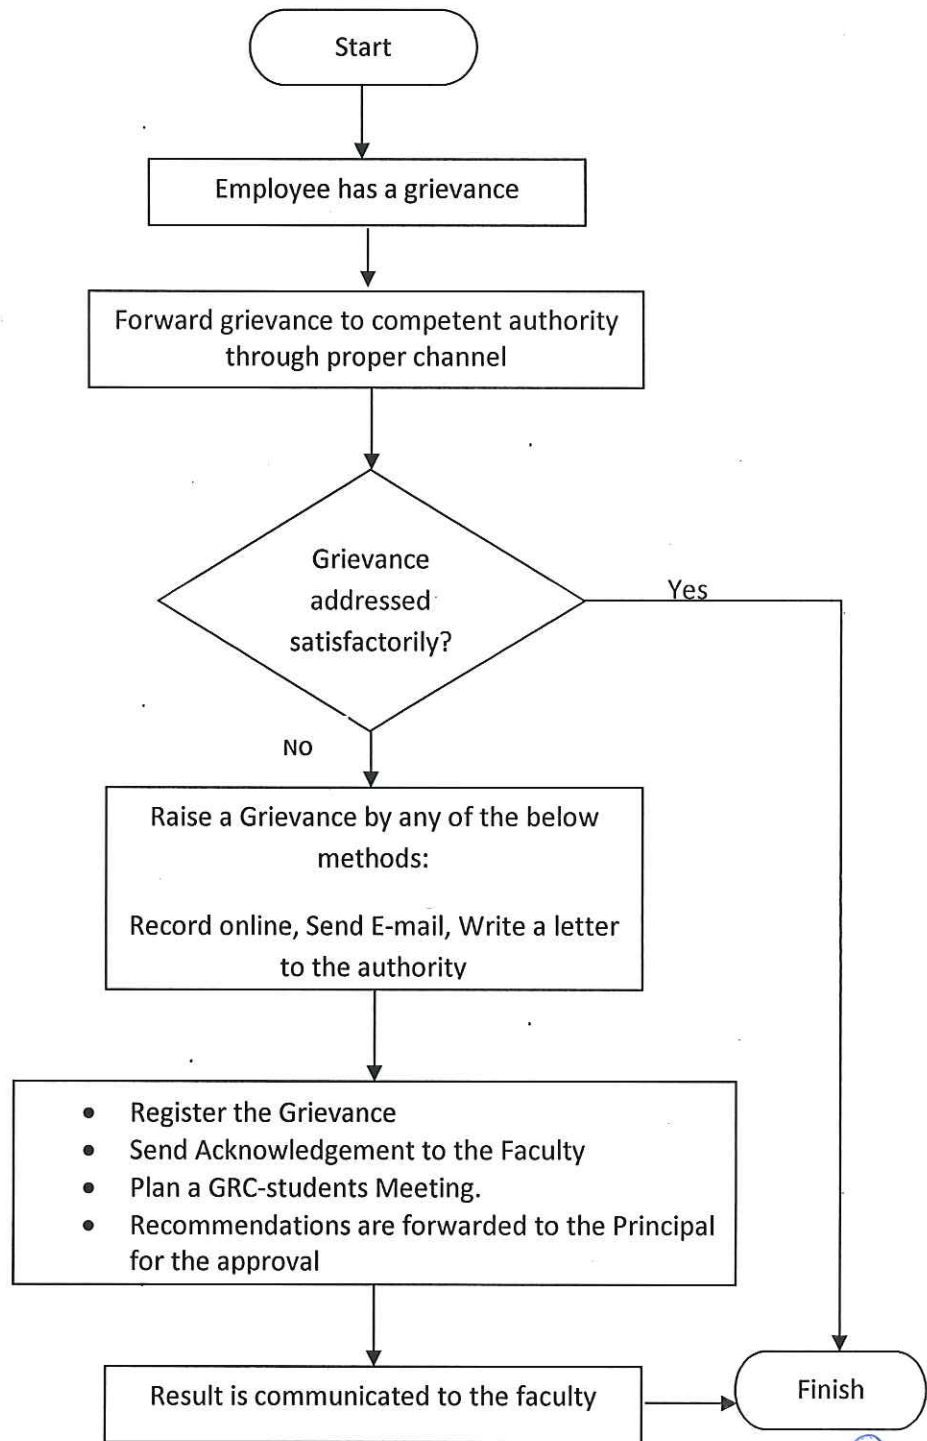 Start
Employee has a grievance
Forward grievance to competent authority
through proper channel
Grievance
addressed
satisfactorily?
Yes
No
Raise a Grievance by any of the below
methods:
Record online, Send E-mail, Write a letter
to the authority
• Register the Grievance
• Send Acknowledgement to the Faculty
• Plan a GRC-students Meeting.
• Recommendations are forwarded to the Principal
for the approval
Result is communicated to the faculty
Finish